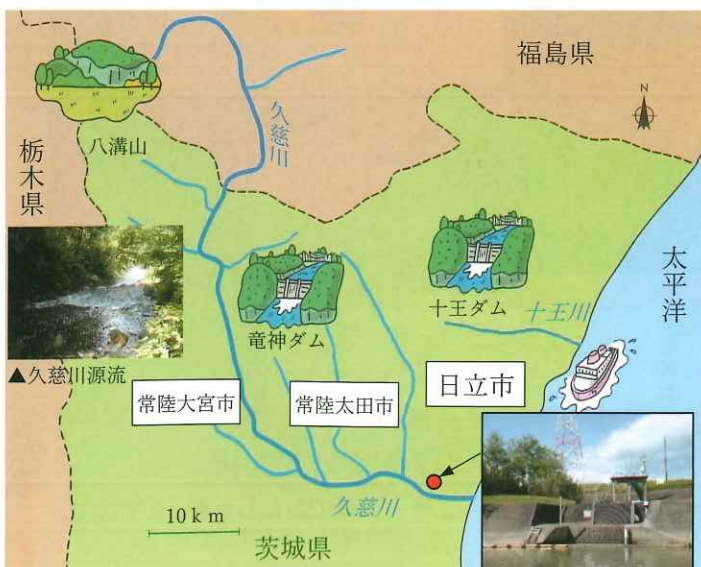 福島県
N
久慈川
八溝山
栃木県
太平洋
十王ダム
十王川
竜神ダム
▲久慈川源流
日立市
常陸大宮市
常陸太田市
久慈川
10 km
茨城県